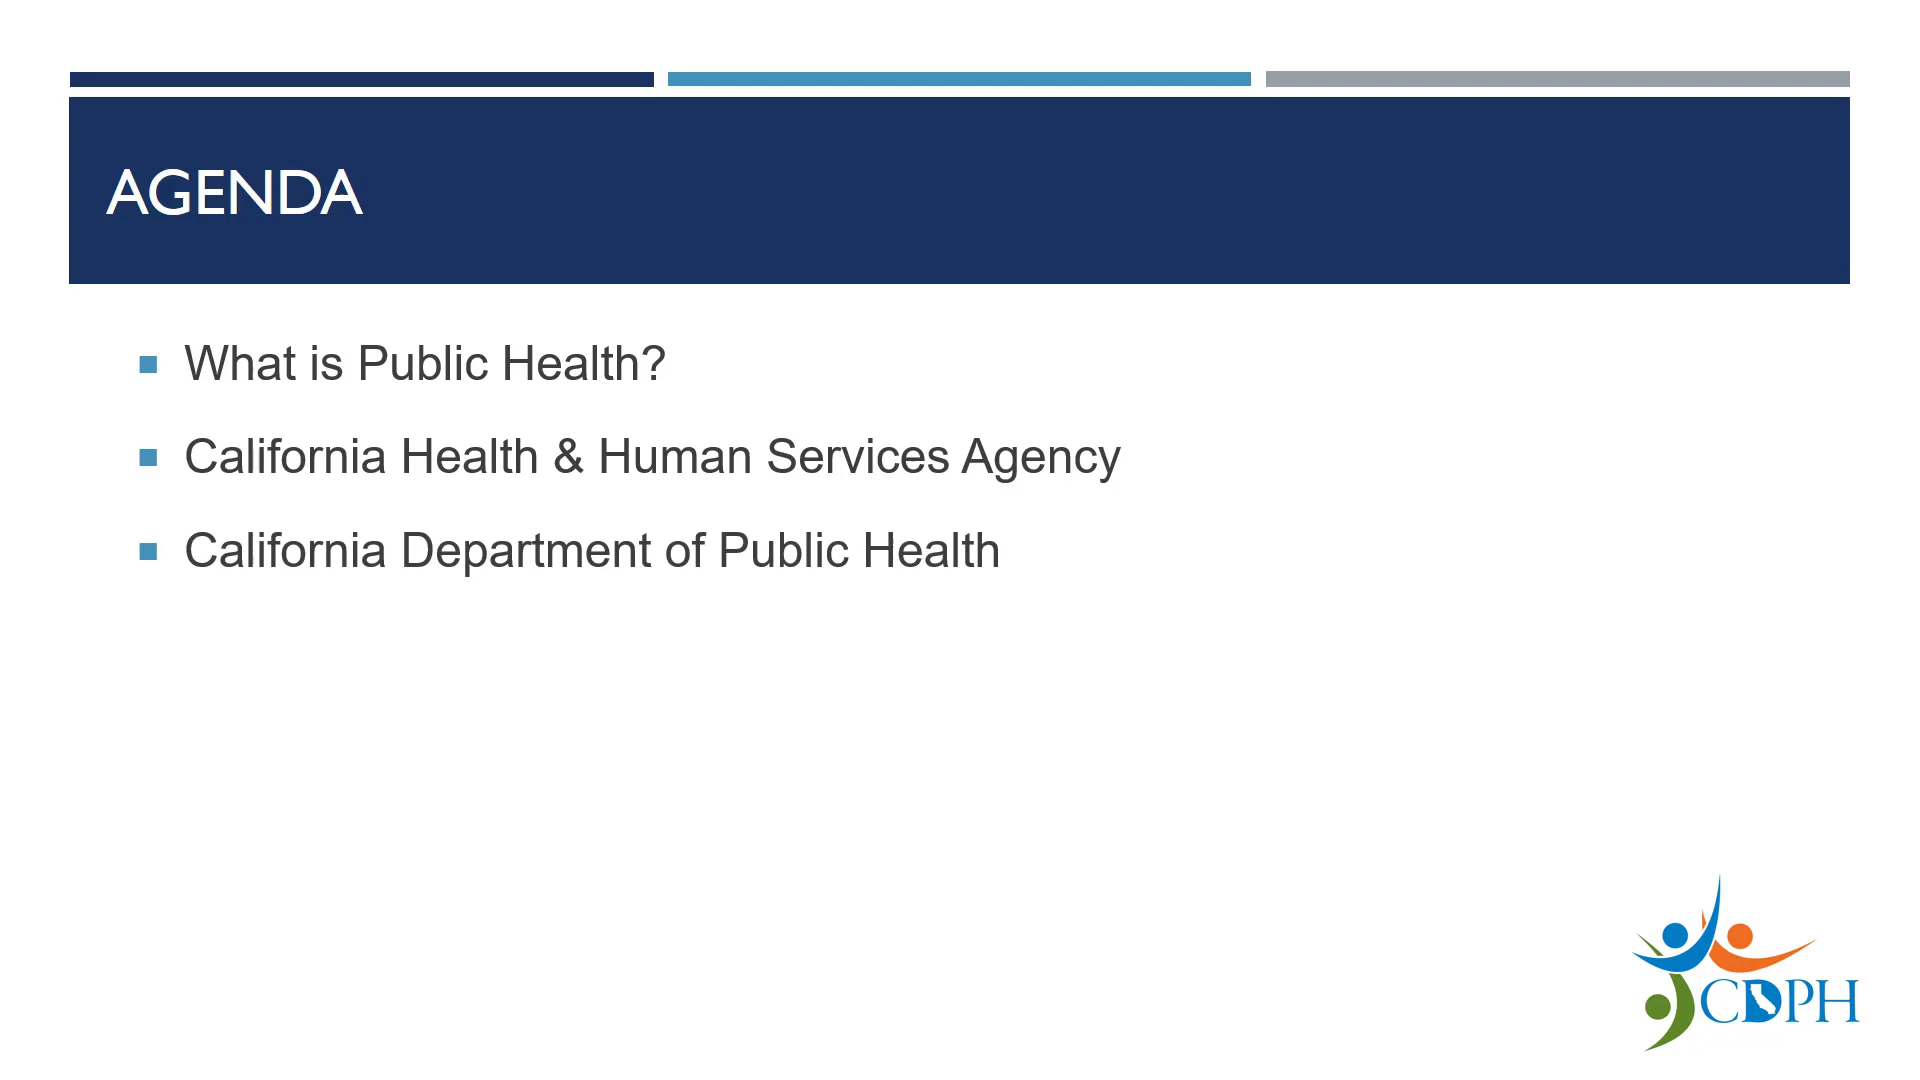 AGENDA
What is Public Health?
California Health & Human Services Agency
California Department of Public Health
CDPH